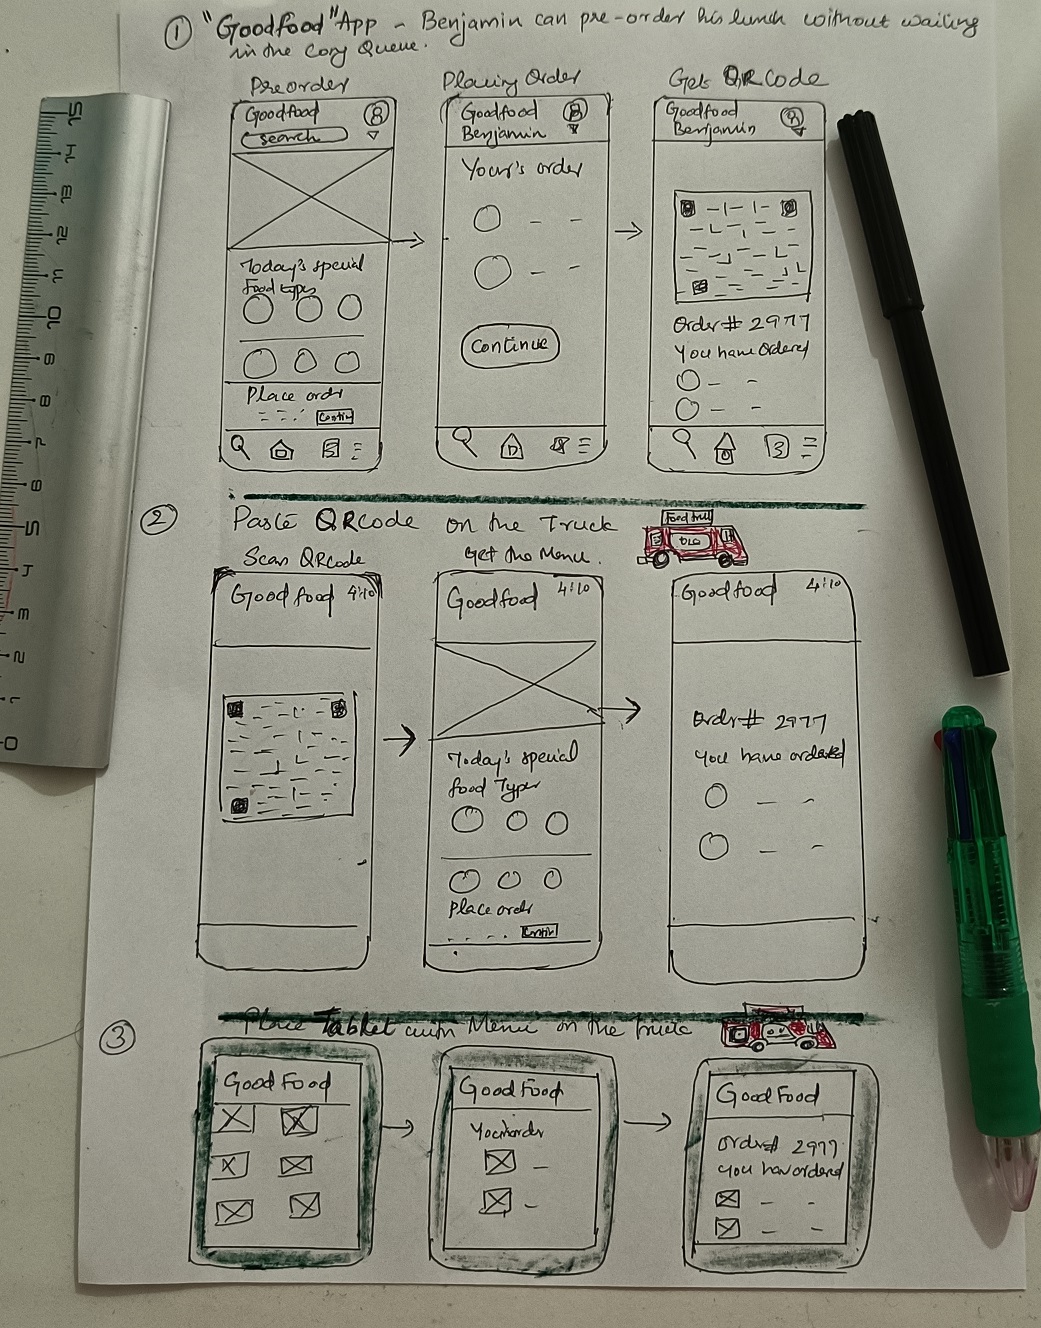 ① "Goodfood" App - Benjamin can pre-order his lunch without waiting
in the long Queue.
Preorder
Placing Order
Gets QRcode
Goodfood
search
Today's special
Food types
Place order
Contin
Goodfood
Benjamin
Your's order
Continue
Goodfood
Benjamin
Order# 2977
You have Ordered
② Paste QRcode on the Truck
Food truck
Scan QRcode
Get the Menu.
Good food 4:10
Goodfood 4:10
Today's special
food Types
Place order
Contin
Goodfood 4:10
Order# 2977
you have ordered
③ Place Tablet with Menu on the truck
Good Food
Good Food
Your order
Good Food
order# 2977
you have ordered
15
14
13
12
11
10
9
8
7
6
5
4
3
2
1
0